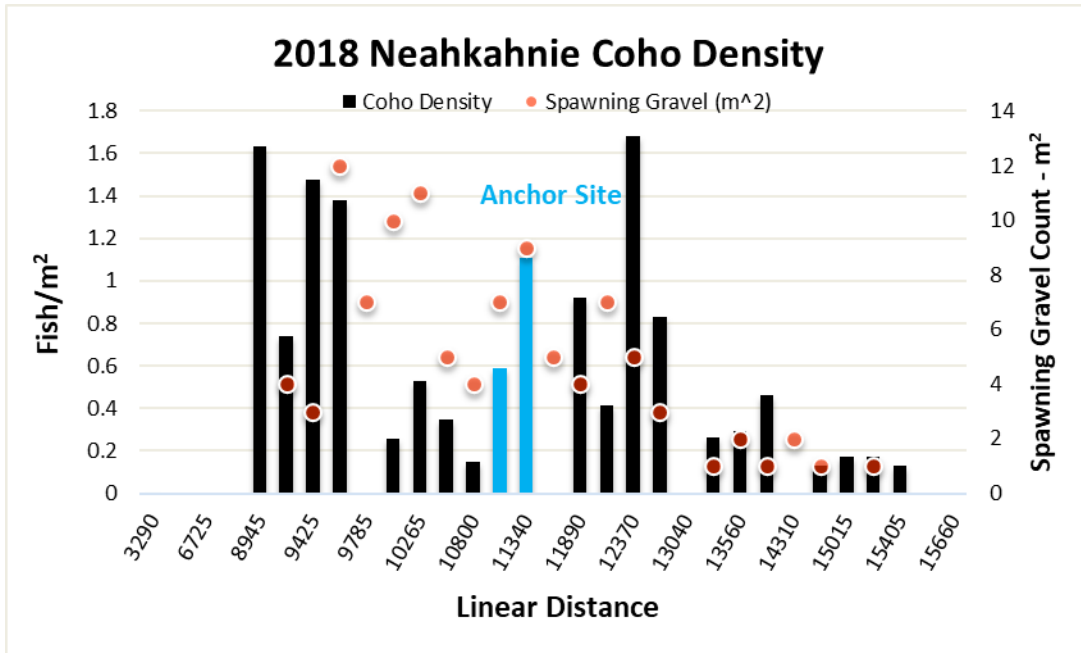 2018 Neahkahnie Coho Density
Coho Density Spawning Gravel (m^2)
1.8
1.6
1.4
1.2
1
0.8
0.6
0.4
0.2
0
Fish/m²
Anchor Site
14
12
10
8
6
4
2
0
Spawning Gravel Count - m²
3290 6725 8945 9425 9785 10265 10800 11340 11890 12370 13040 13560 14310 15015 15405 15660
Linear Distance